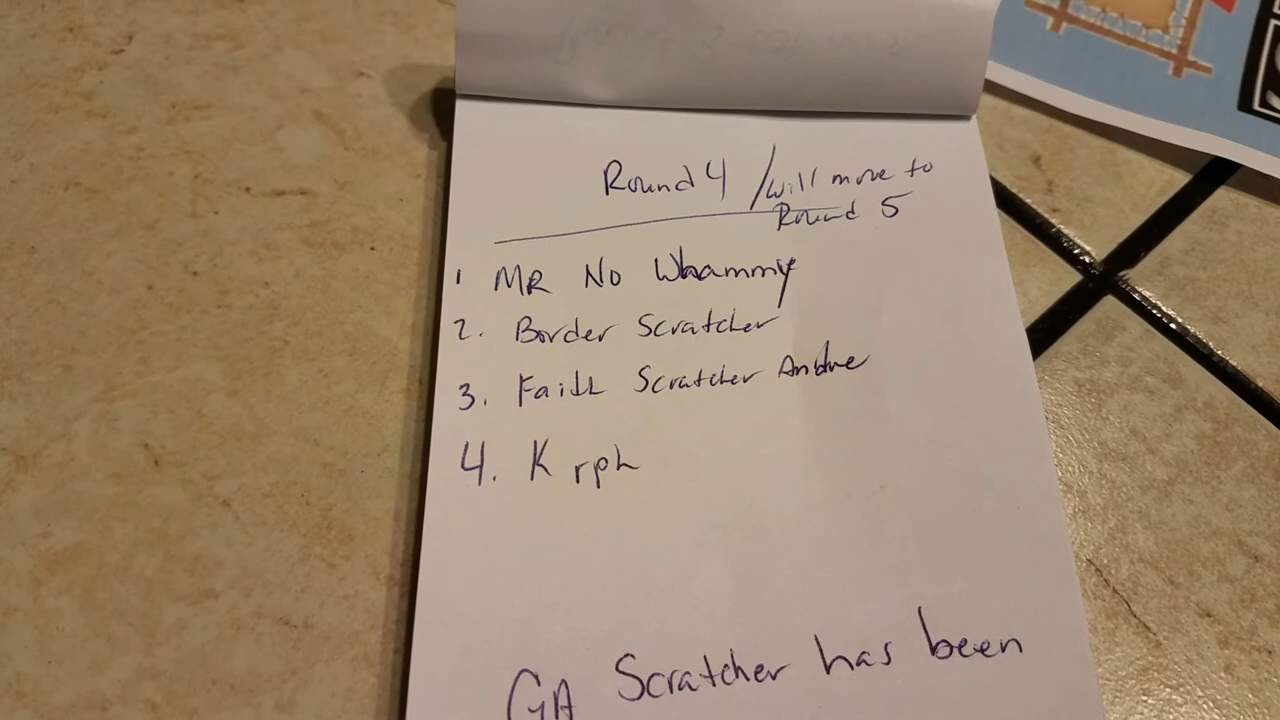 Round 4 / will move to
Round 5
1 MR No Whammy
2. Border Scratcher
3. Faith Scratcher Andre
4. Krph
GA Scratcher has been